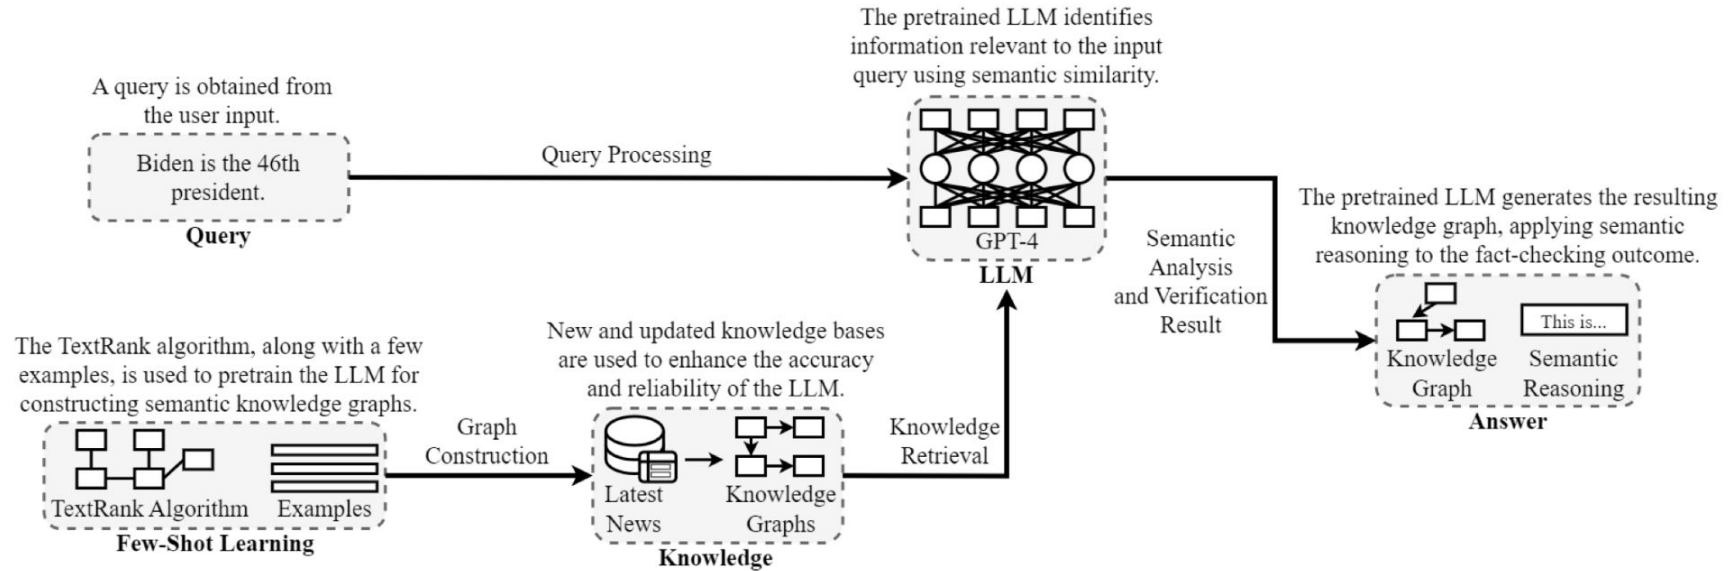 A query is obtained from
the user input.
Biden is the 46th
president.
Query
Query Processing
The pretrained LLM identifies
information relevant to the input
query using semantic similarity.
GPT-4
LLM
The TextRank algorithm, along with a few
examples, is used to pretrain the LLM for
constructing semantic knowledge graphs.
TextRank Algorithm
Examples
Few-Shot Learning
Graph
Construction
New and updated knowledge bases
are used to enhance the accuracy
and reliability of the LLM.
Latest
News
Knowledge
Graphs
Knowledge
Knowledge
Retrieval
Semantic
Analysis
and Verification
Result
The pretrained LLM generates the resulting
knowledge graph, applying semantic
reasoning to the fact-checking outcome.
Knowledge
Graph
This is...
Semantic
Reasoning
Answer